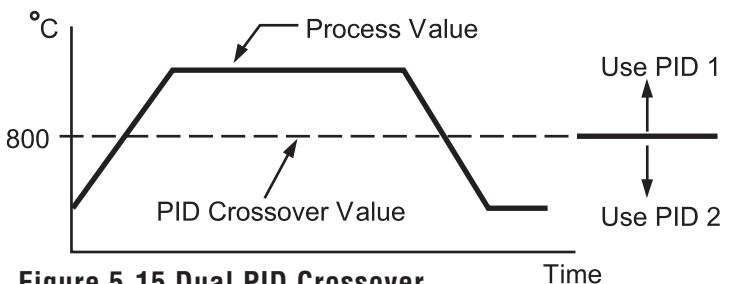 °C
Process Value
Use PID 1
800
PID Crossover Value
Use PID 2
Time
Figure 5.15 Dual PID Crossover